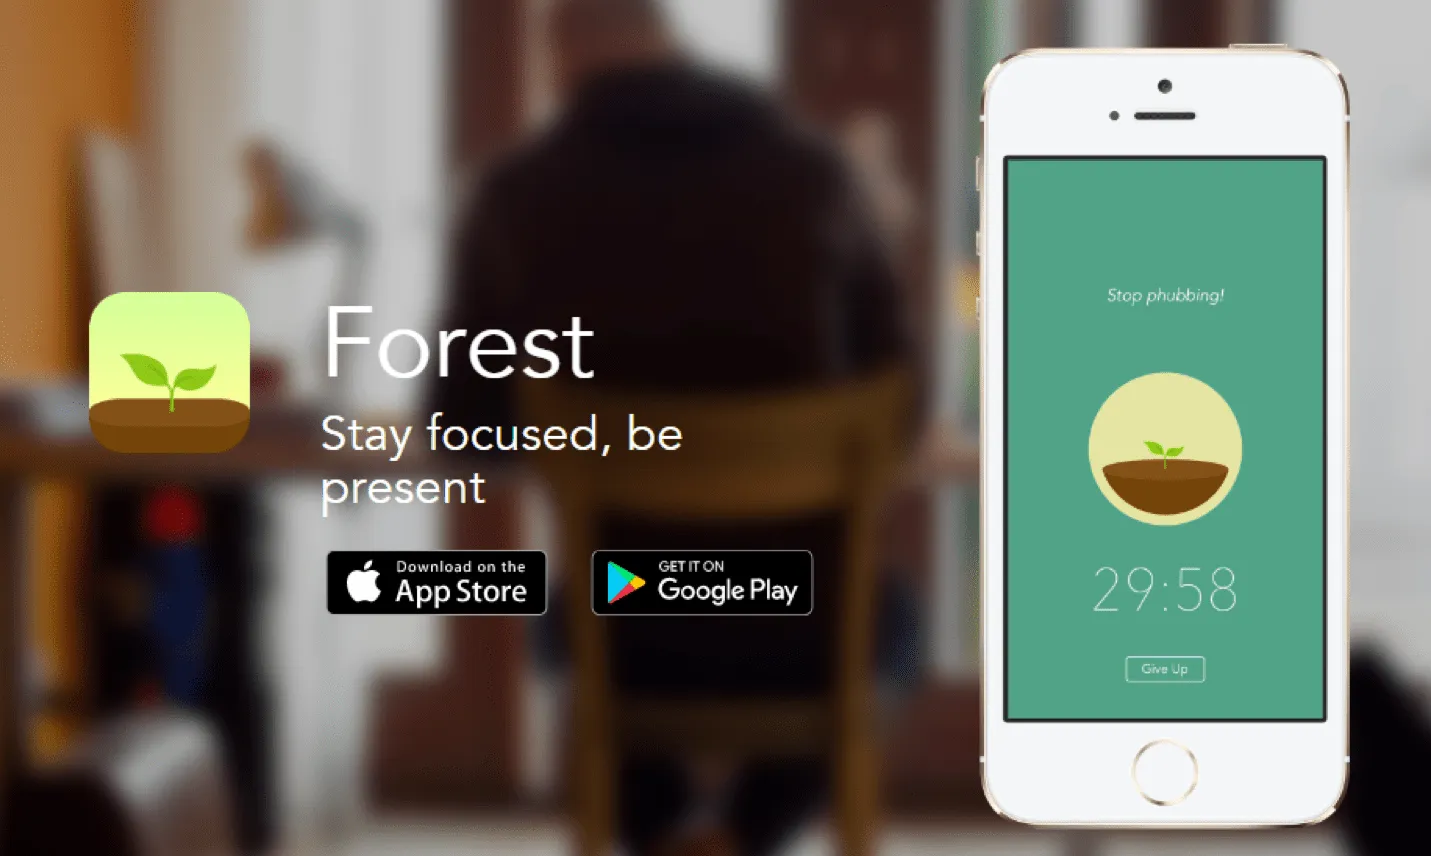 Forest
Stay focused, be
present
Download on the
App Store
GET IT ON
Google Play
Stop phubbing!
29:58
Give Up